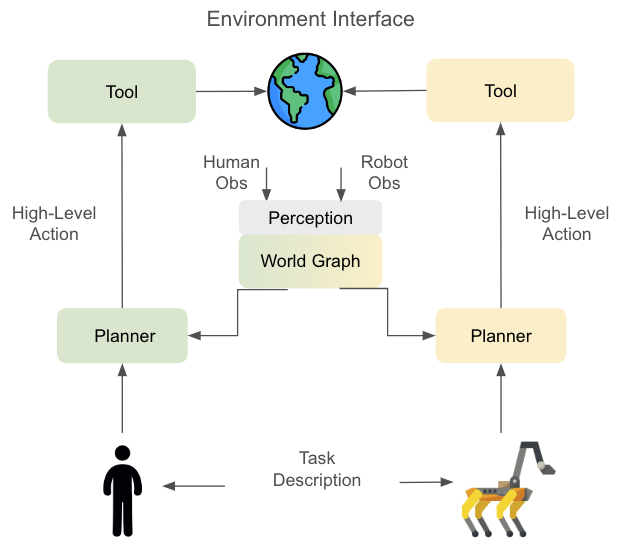 Environment Interface
Tool
Tool
Human
Obs
Robot
Obs
Perception
World Graph
High-Level
Action
High-Level
Action
Planner
Planner
Task
Description